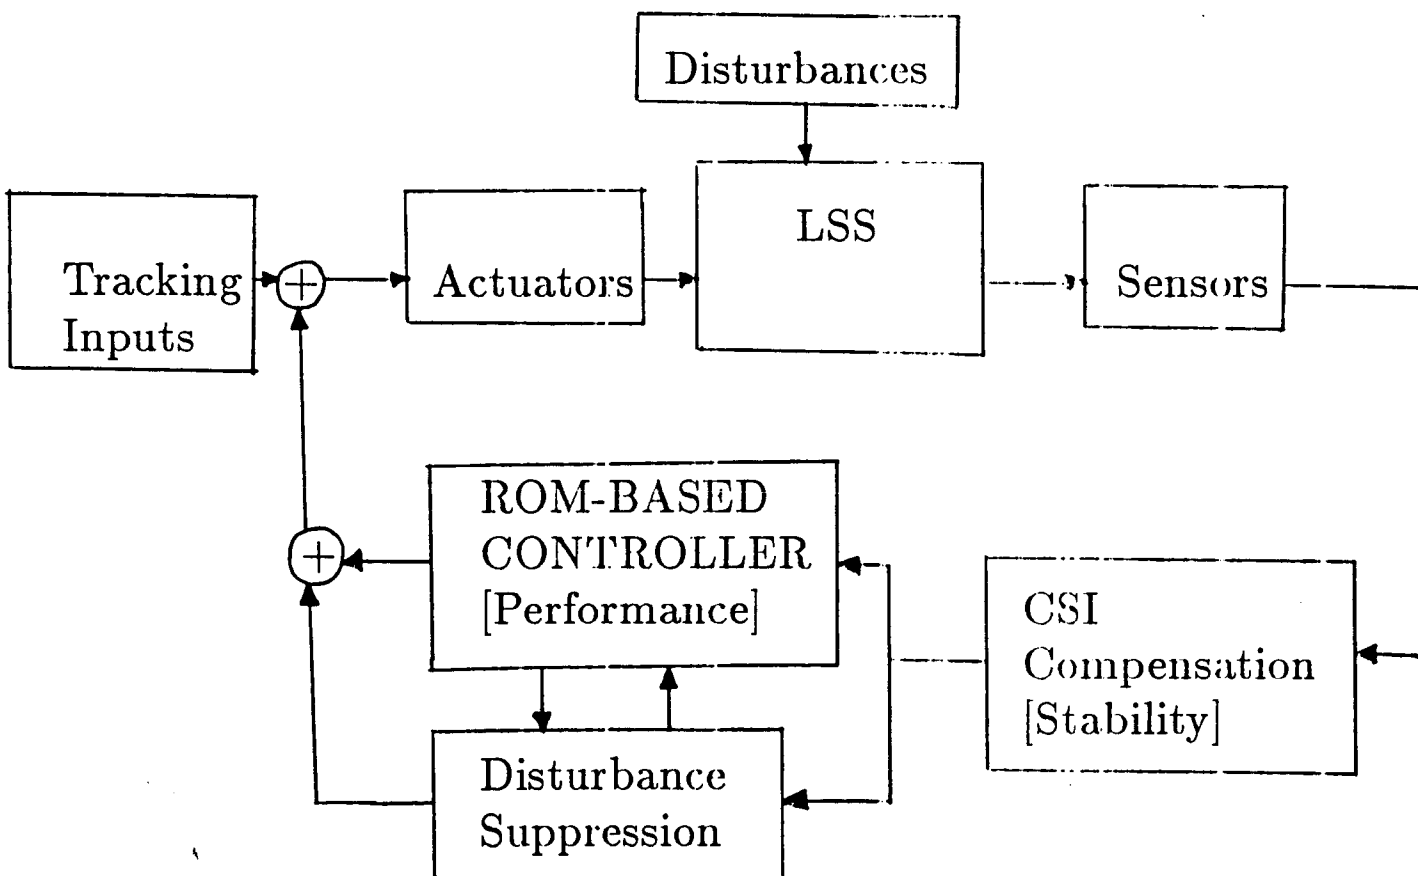 Disturbances
LSS
Tracking
Inputs
+
Actuators
Sensors
ROM-BASED
CONTROLLER
[Performance]
+
CSI
Compensation
[Stability]
Disturbance
Suppression